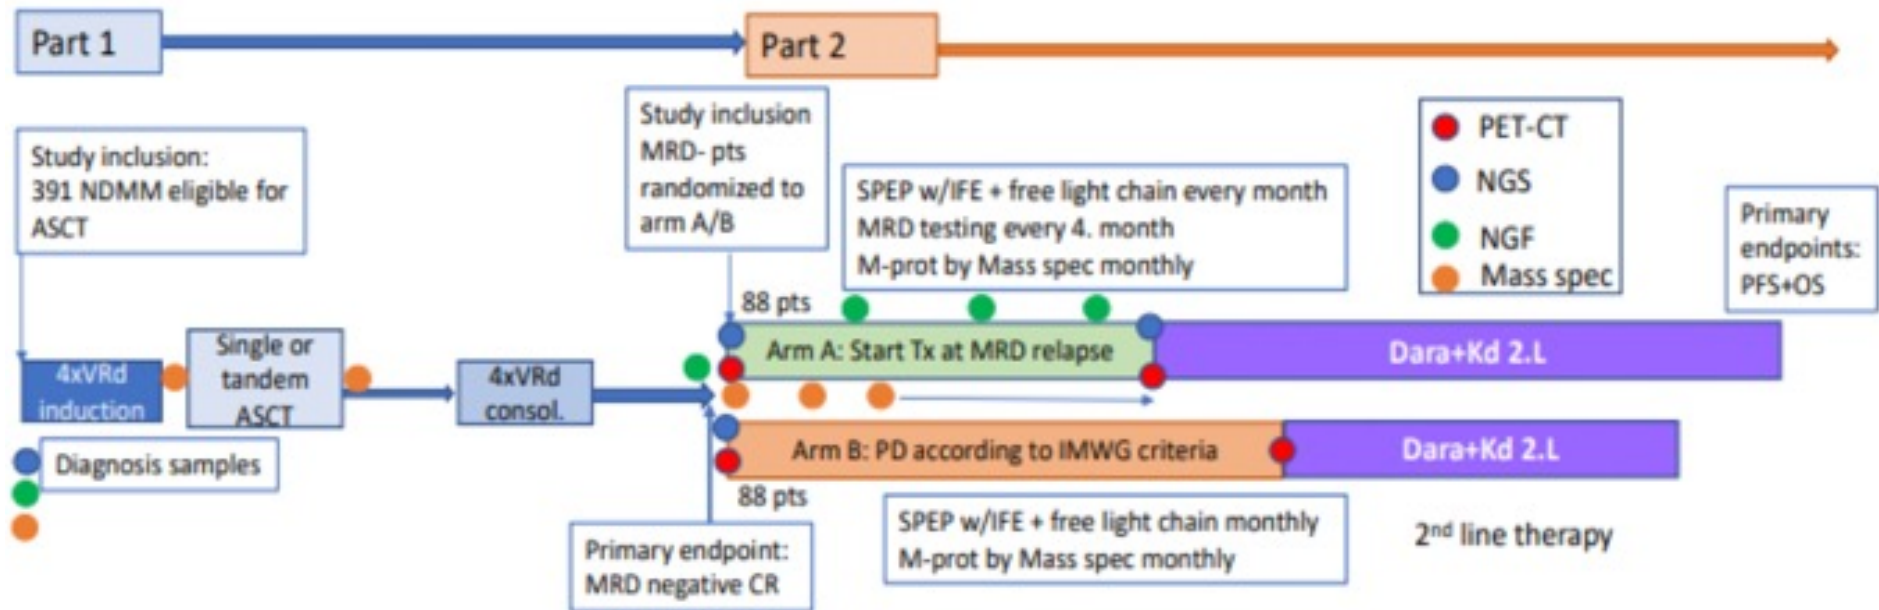 Part 1
Part 2
Study inclusion:
391 NDMM eligible for
ASCT
Study inclusion
MRD- pts
randomized to
arm A/B
SPEP w/IFE + free light chain every month
MRD testing every 4. month
M-prot by Mass spec monthly
PET-CT
NGS
NGF
Mass spec
Primary
endpoints:
PFS+OS
88 pts
4xVRd
induction
Single or
tandem
ASCT
4xVRd
consol.
Arm A: Start Tx at MRD relapse
Dara+Kd 2.L
Arm B: PD according to IMWG criteria
Dara+Kd 2.L
Diagnosis samples
88 pts
Primary endpoint:
MRD negative CR
SPEP w/IFE + free light chain monthly
M-prot by Mass spec monthly
2nd line therapy